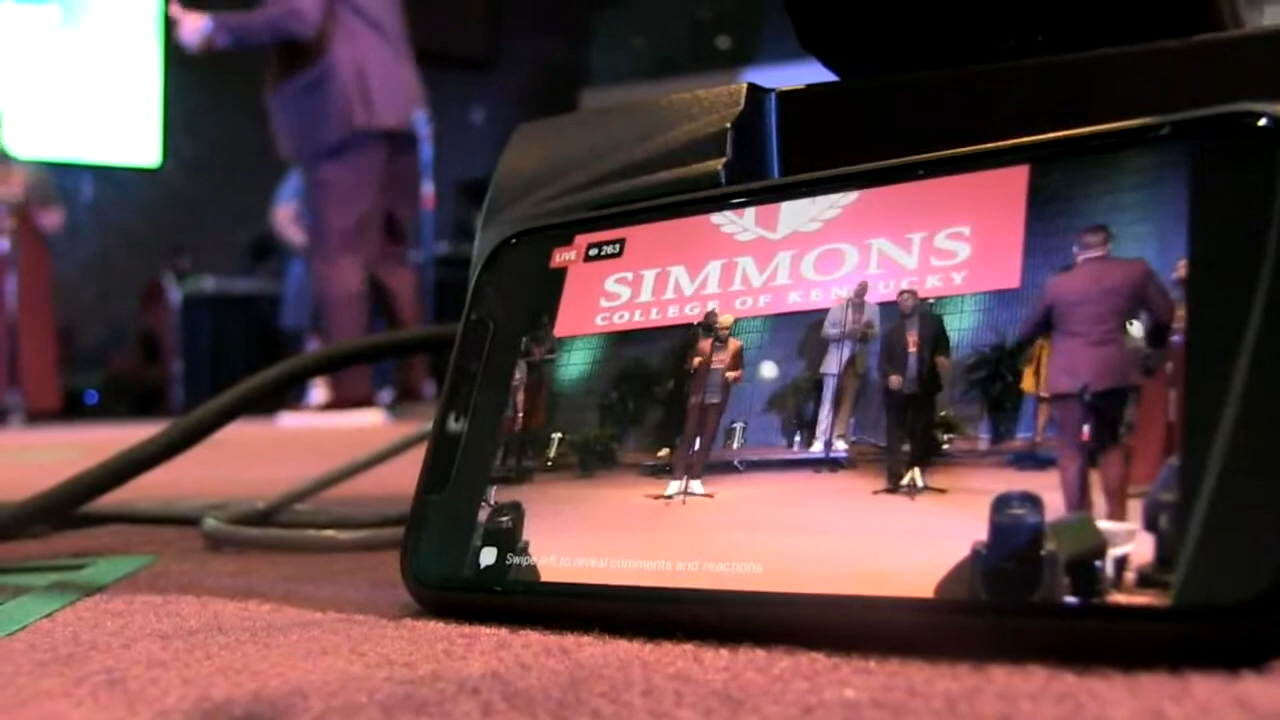 LIVE 263
SIMMONS
COLLEGE OF KENTUCKY
Swipe left to reveal comments and reactions